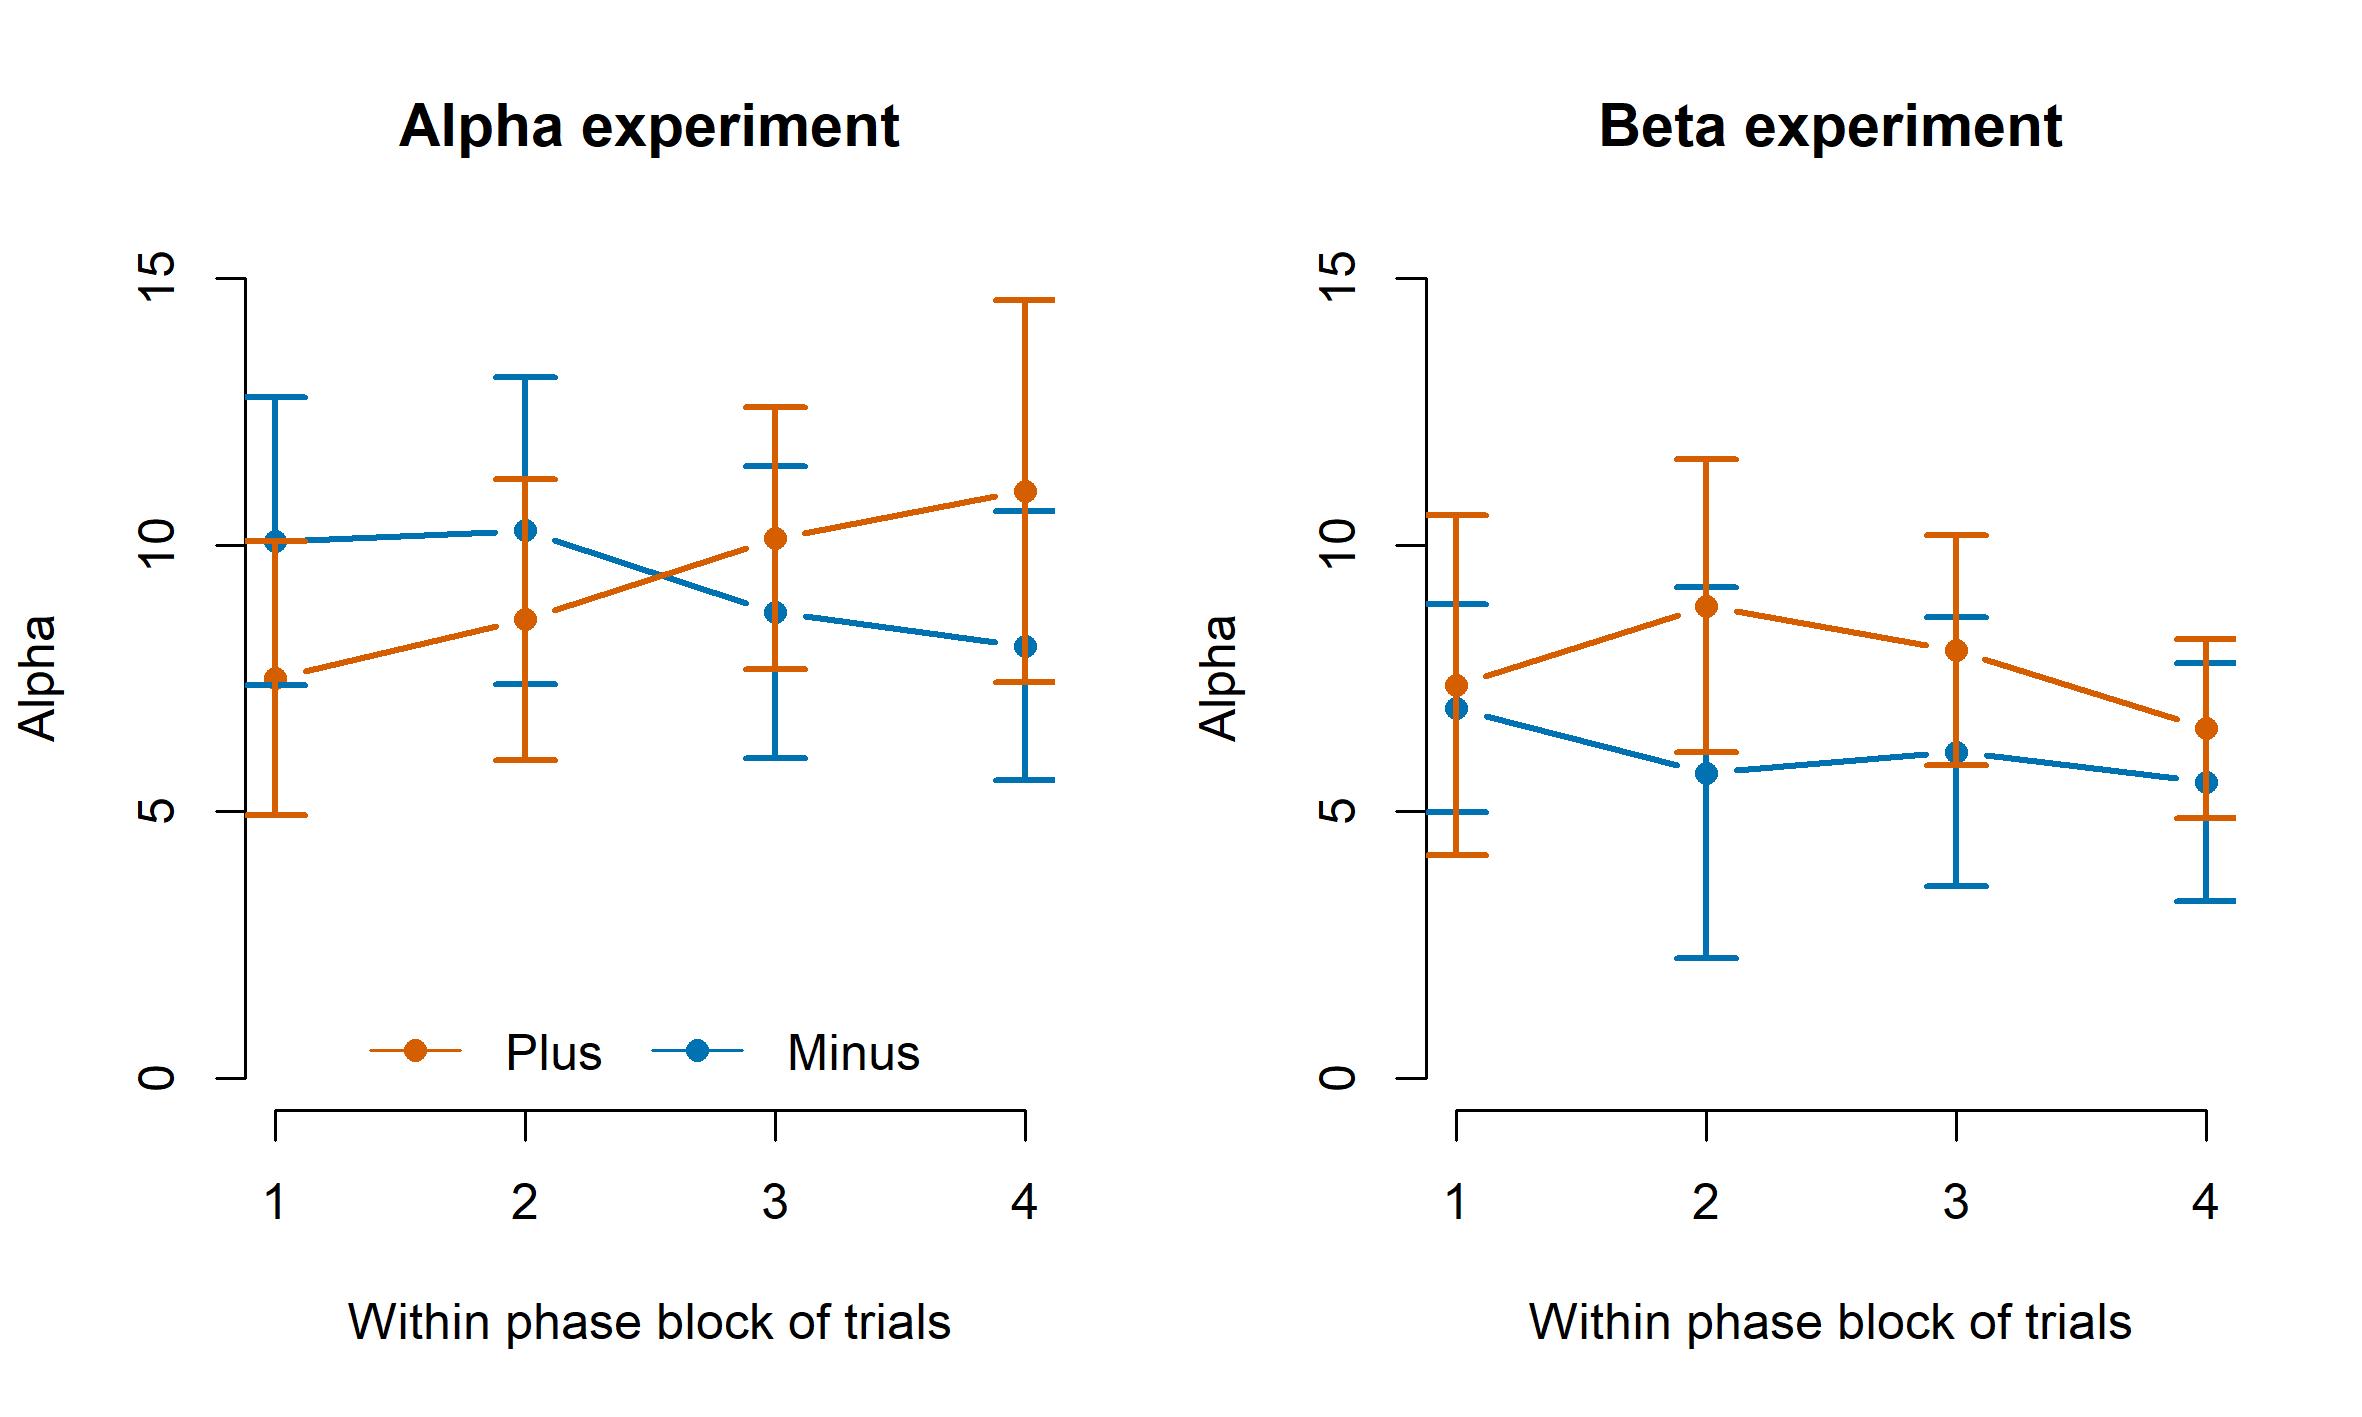 Alpha experiment
Alpha
15
10
5
0
Plus Minus
1 2 3 4
Within phase block of trials
Beta experiment
Alpha
15
10
5
0
1 2 3 4
Within phase block of trials